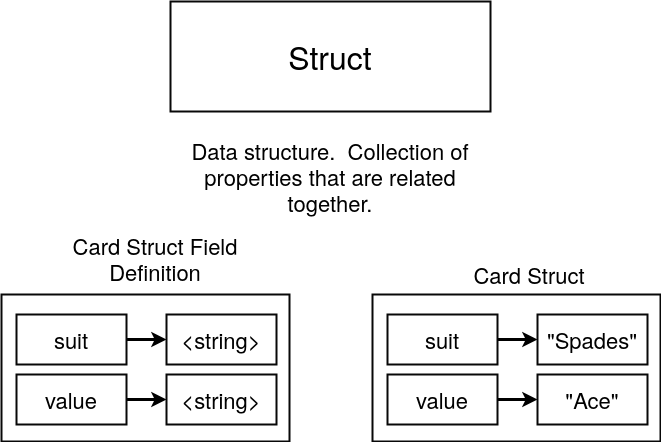 Struct
Data structure.  Collection of
properties that are related
together.
Card Struct Field
Definition
suit
<string>
value
<string>
Card Struct
suit
"Spades"
value
"Ace"